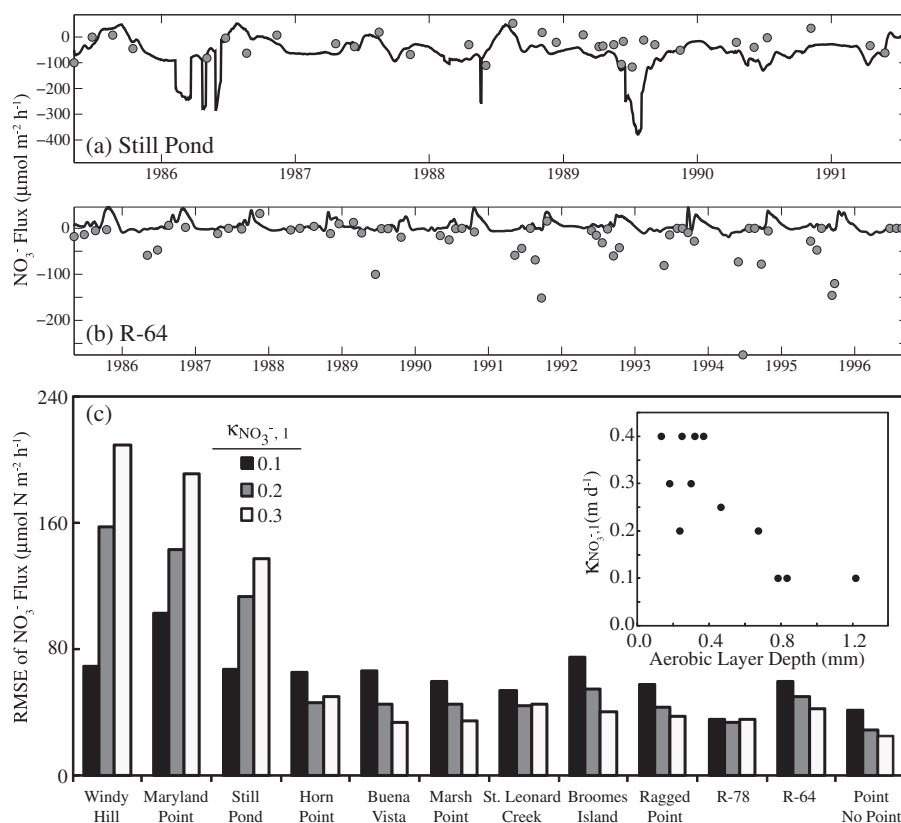 0
-100
-200
-300
-400
(a) Still Pond
1986
1987
1988
1989
1990
1991
NO₃⁻ Flux (µmol m⁻² h⁻¹)
0
-100
-200
(b) R-64
1986
1987
1988
1989
1990
1991
1992
1993
1994
1995
1996
RMSE of NO₃⁻ Flux (µmol N m⁻² h⁻¹)
240
160
80
0
(c)
κNO₃⁻, 1
0.1
0.2
0.3
κNO₃⁻,1(m d⁻¹)
0.4
0.3
0.2
0.1
0.0
0.0
0.4
0.8
1.2
Aerobic Layer Depth (mm)
Windy Hill
Maryland Point
Still Pond
Horn Point
Buena Vista
Marsh Point
St. Leonard Creek
Broomes Island
Ragged Point
R-78
R-64
Point No Point